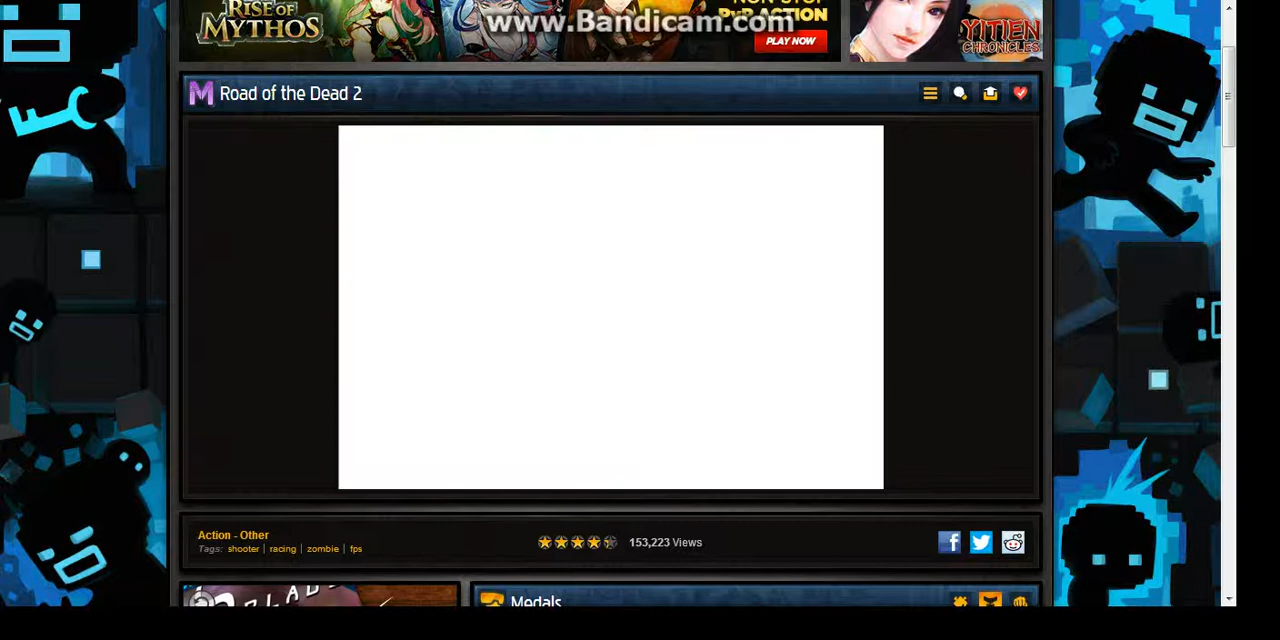 RISE OF
MYTHOS
www.Bandicam.com
PvP ACTION
PLAY NOW
YITIEN
CHRONICLES
M Road of the Dead 2
Action - Other
Tags: shooter | racing | zombie | fps
153,223 Views
Medals